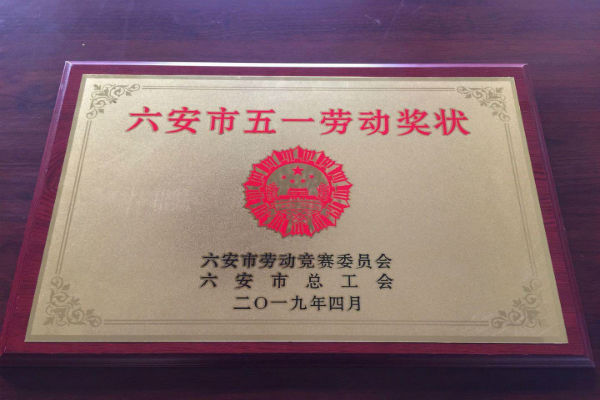 六安市五一劳动奖状
六安市劳动竞赛委员会
六安市总工会
二〇一九年四月